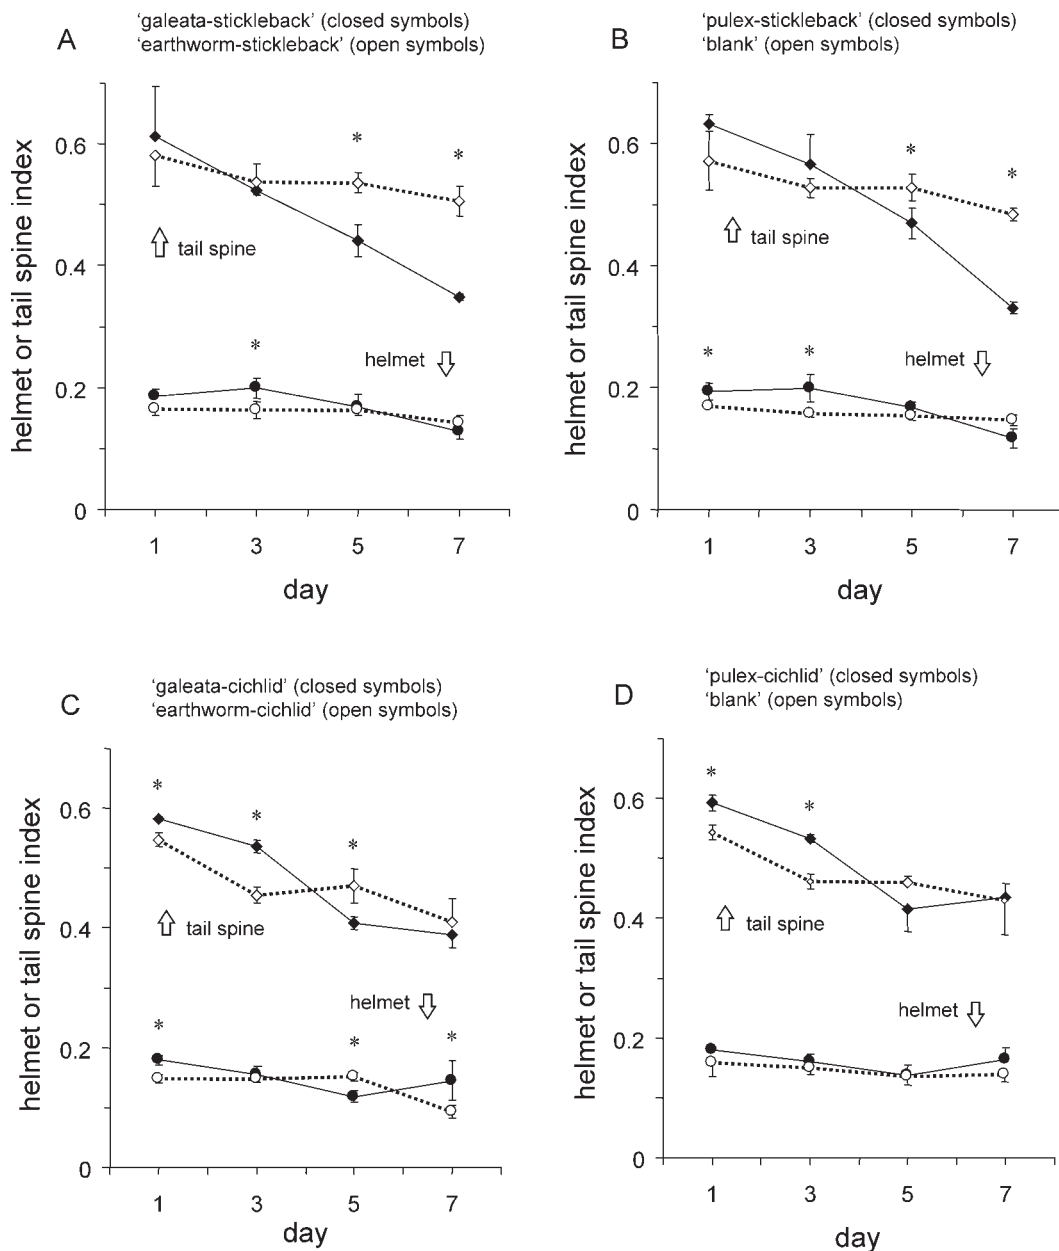 A
'galeata-stickleback' (closed symbols)
'earthworm-stickleback' (open symbols)
helmet or tail spine index
0.6
0.4
0.2
0
*
*
tail spine
*
helmet
1 3 5 7
day
B
'pulex-stickleback' (closed symbols)
'blank' (open symbols)
helmet or tail spine index
0.6
0.4
0.2
0
*
*
tail spine
* *
helmet
1 3 5 7
day
C
'galeata-cichlid' (closed symbols)
'earthworm-cichlid' (open symbols)
helmet or tail spine index
0.6
0.4
0.2
0
*
*
*
tail spine
helmet
* * *
1 3 5 7
day
D
'pulex-cichlid' (closed symbols)
'blank' (open symbols)
helmet or tail spine index
0.6
0.4
0.2
0
*
*
tail spine
helmet
1 3 5 7
day